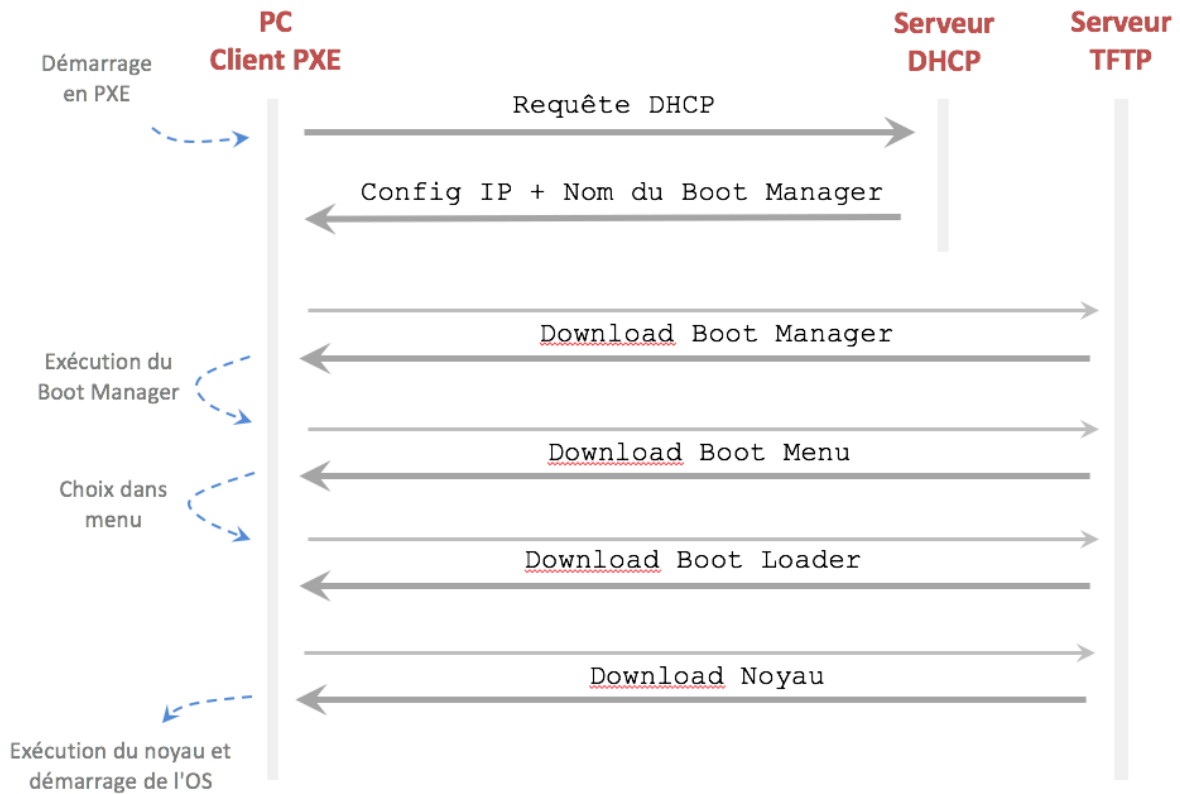 PC
Client PXE
Serveur
DHCP
Serveur
TFTP
Démarrage
en PXE
Requête DHCP
Config IP + Nom du Boot Manager
Download Boot Manager
Exécution du
Boot Manager
Download Boot Menu
Choix dans
menu
Download Boot Loader
Download Noyau
Exécution du noyau et
démarrage de l'OS